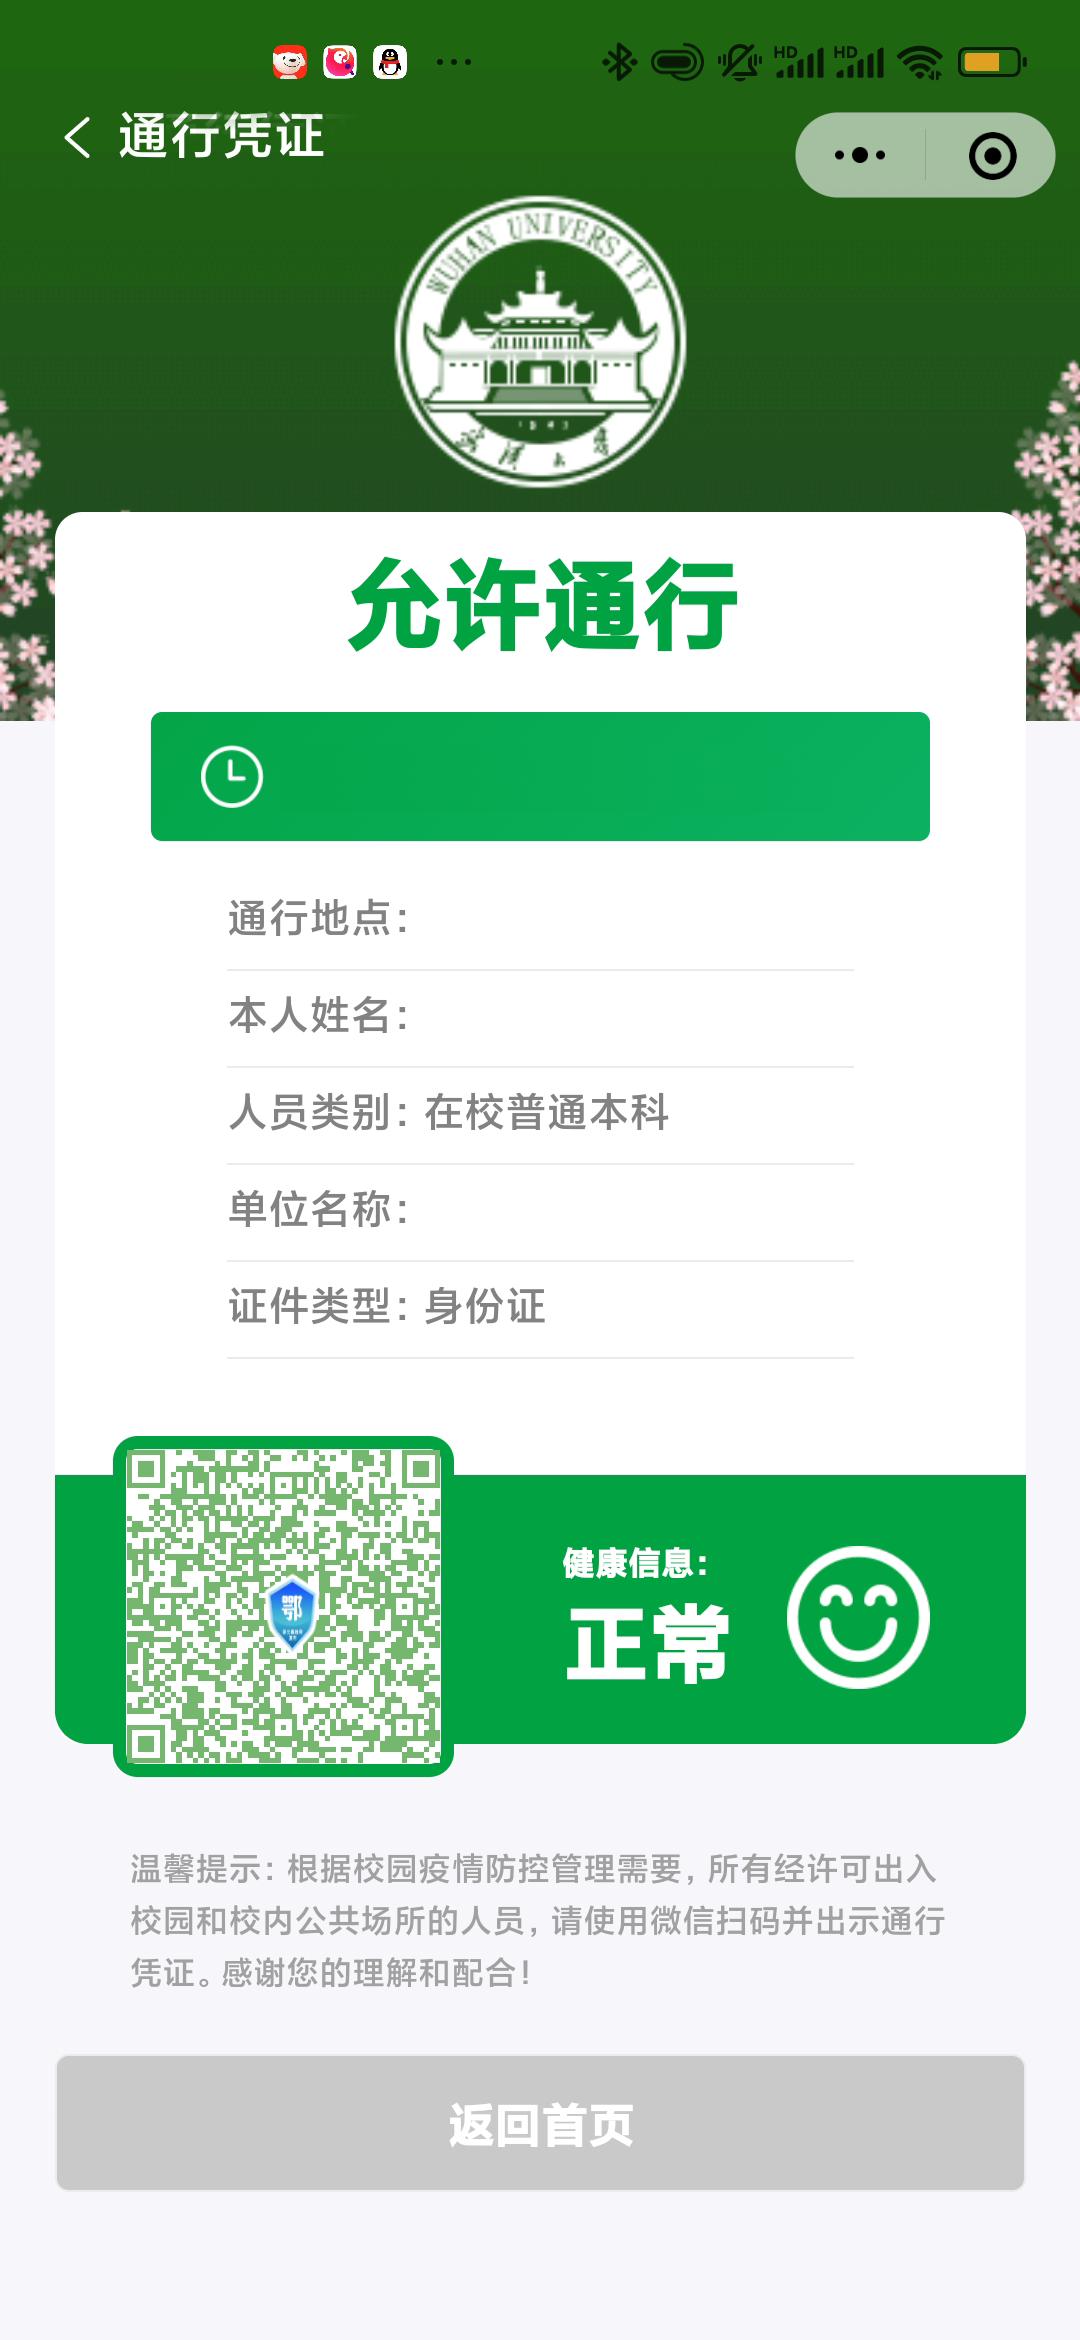 HD HD
通行凭证
WUHAN UNIVERSITY
1893
武汉大学
允许通行
通行地点：
本人姓名：
人员类别：在校普通本科
单位名称：
证件类型：身份证
鄂
健康信息：
正常
温馨提示：根据校园疫情防控管理需要，所有经许可出入
校园和校内公共场所的人员，请使用微信扫码并出示通行
凭证。感谢您的理解和配合！
返回首页